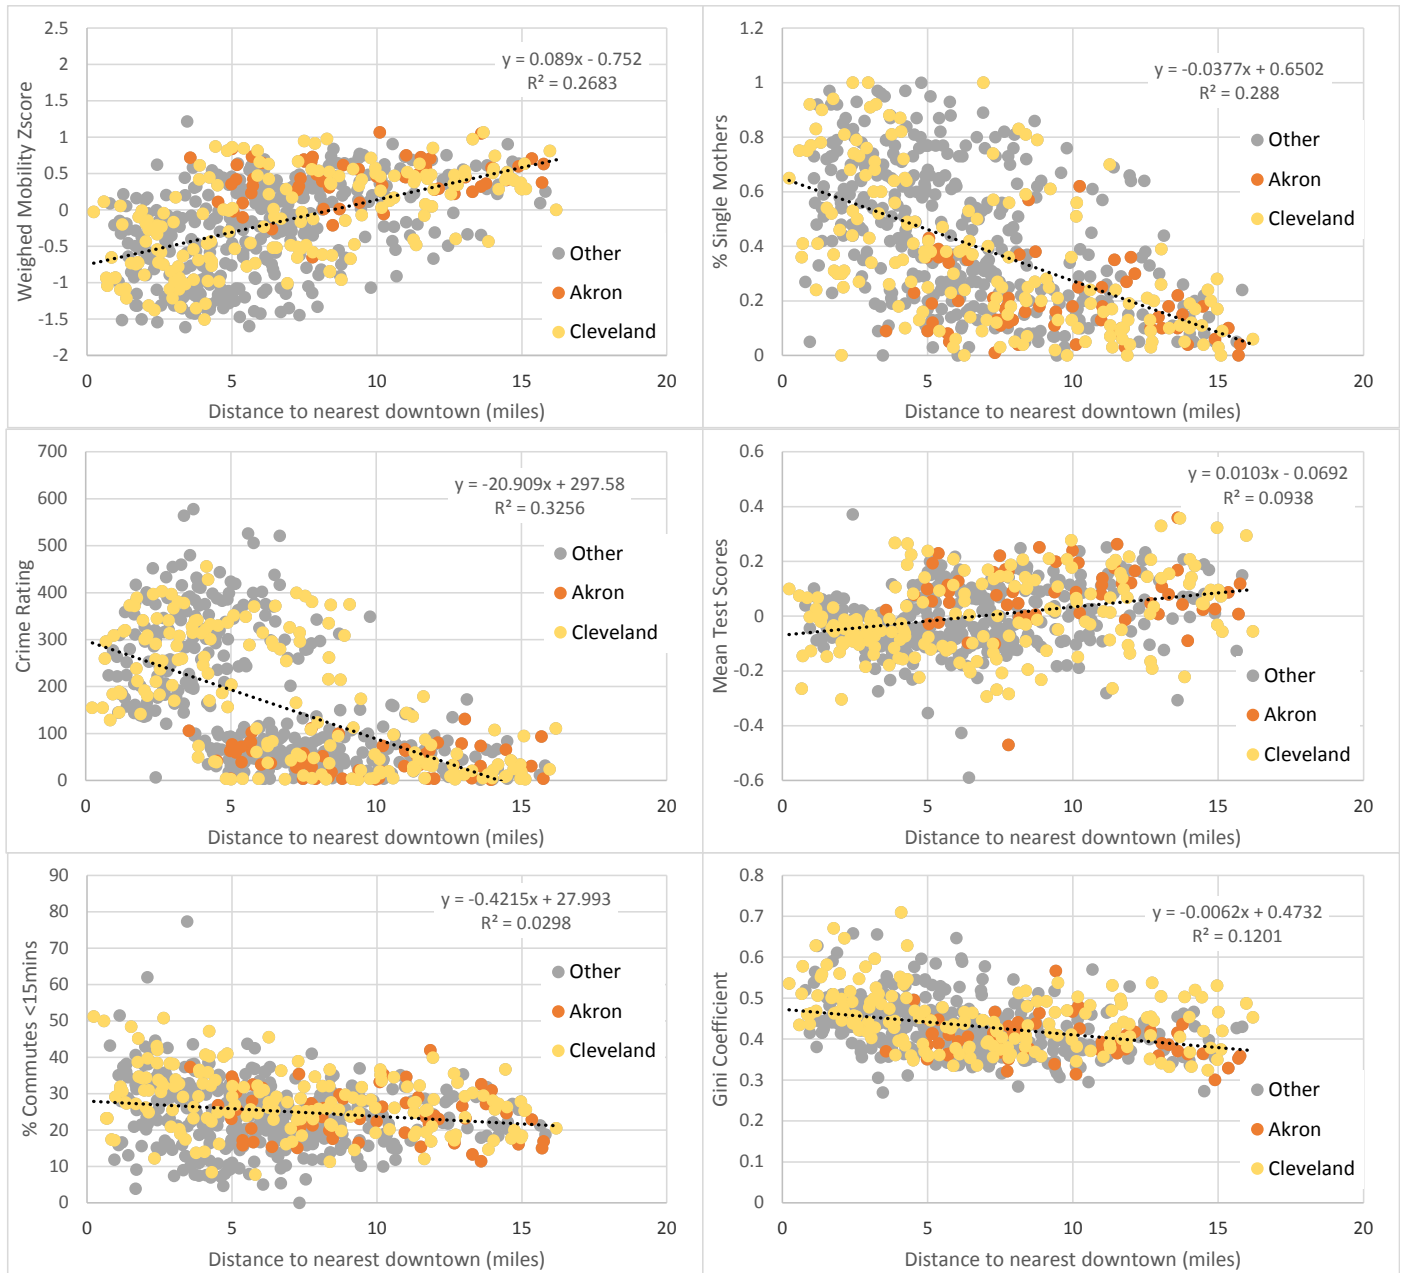 2.5
2
1.5
1
0.5
0
-0.5
-1
-1.5
-2
Weighed Mobility Zscore
y = 0.089x - 0.752
R² = 0.2683
Other
Akron
Cleveland
0 5 10 15 20
Distance to nearest downtown (miles)
1.2
1
0.8
0.6
0.4
0.2
0
% Single Mothers
y = -0.0377x + 0.6502
R² = 0.288
Other
Akron
Cleveland
0 5 10 15 20
Distance to nearest downtown (miles)
700
600
500
400
300
200
100
0
Crime Rating
y = -20.909x + 297.58
R² = 0.3256
Other
Akron
Cleveland
0 5 10 15 20
Distance to nearest downtown (miles)
0.6
0.4
0.2
0
-0.2
-0.4
-0.6
Mean Test Scores
y = 0.0103x - 0.0692
R² = 0.0938
Other
Akron
Cleveland
0 5 10 15 20
Distance to nearest downtown (miles)
90
80
70
60
50
40
30
20
10
0
% Commutes <15mins
y = -0.4215x + 27.993
R² = 0.0298
Other
Akron
Cleveland
0 5 10 15 20
Distance to nearest downtown (miles)
0.8
0.7
0.6
0.5
0.4
0.3
0.2
0.1
0
Gini Coefficient
y = -0.0062x + 0.4732
R² = 0.1201
Other
Akron
Cleveland
0 5 10 15 20
Distance to nearest downtown (miles)